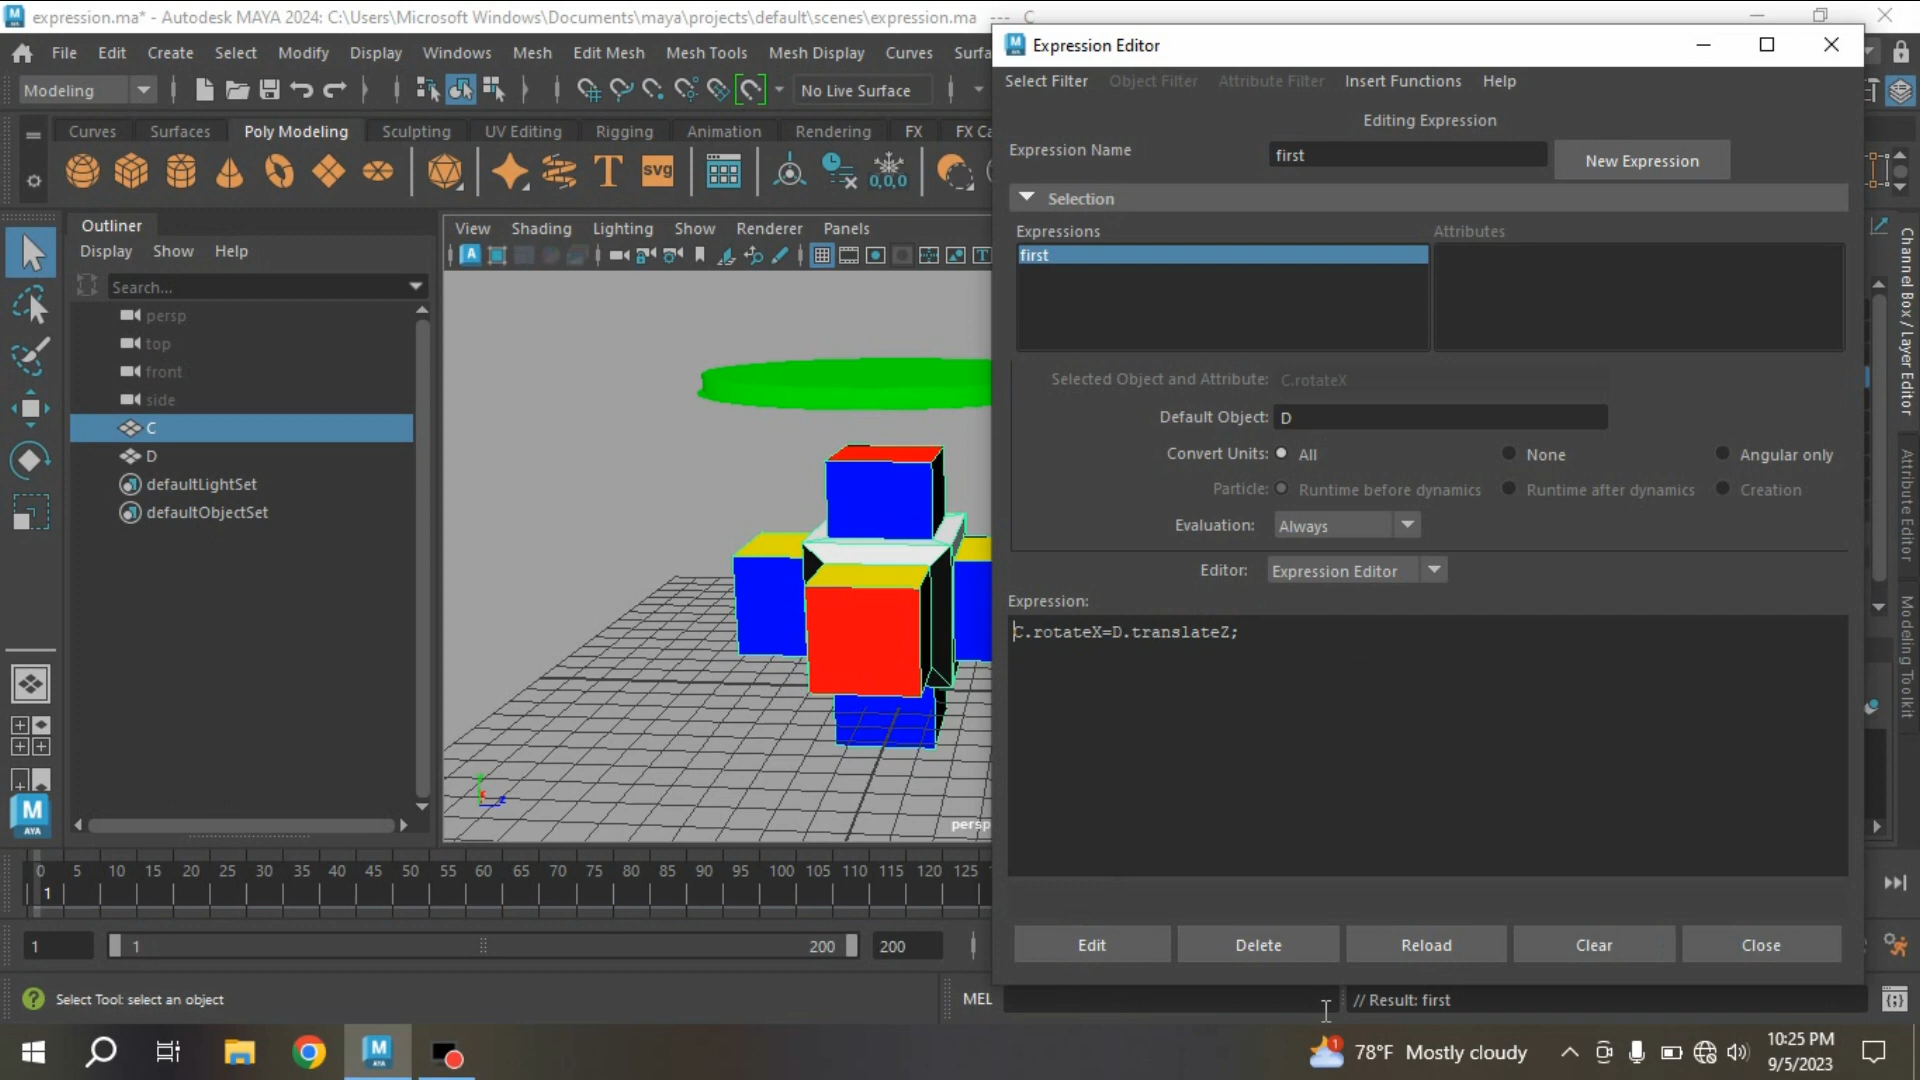 expression.ma* - Autodesk MAYA 2024: C:\Users\Microsoft Windows\Documents\maya\projects\default\scenes\expression.ma --- C
File Edit Create Select Modify Display Windows Mesh Edit Mesh Mesh Tools Mesh Display Curves Surfa
Modeling
No Live Surface
Curves Surfaces Poly Modeling Sculpting UV Editing Rigging Animation Rendering FX FX Ca
T svg 0,0,0
Outliner
Display Show Help
Search...
persp
top
front
side
C
D
defaultLightSet
defaultObjectSet
View Shading Lighting Show Renderer Panels
persp
Expression Editor
Select Filter Object Filter Attribute Filter Insert Functions Help
Editing Expression
Expression Name first New Expression
Selection
Expressions Attributes
first
Selected Object and Attribute: C.rotateX
Default Object: D
Convert Units: All None Angular only
Particle: Runtime before dynamics Runtime after dynamics Creation
Evaluation: Always
Editor: Expression Editor
Expression:
C.rotateX=D.translateZ;
Edit Delete Reload Clear Close
Channel Box / Layer Editor
Attribute Editor
Modeling Toolkit
M
AYA
0 5 10 15 20 25 30 35 40 45 50 55 60 65 70 75 80 85 90 95 100 105 110 115 120 125
1
1 1 200 200
Select Tool: select an object
MEL // Result: first
78°F Mostly cloudy
10:25 PM
9/5/2023